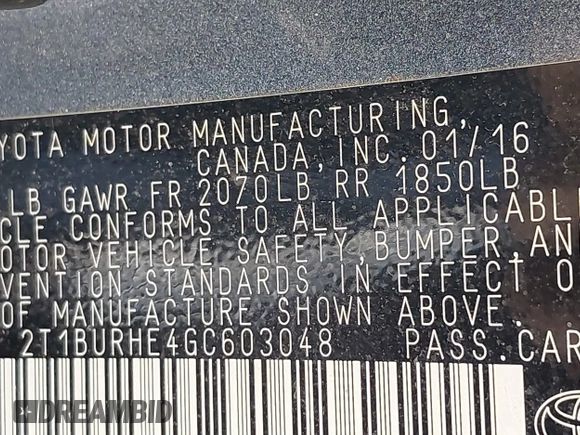 YOTA MOTOR MANUFACTURING,
CANADA, INC. 01/16
LB GAWR FR 2070LB RR 1850LB
CLE CONFORMS TO ALL APPLICABL
OTOR VEHICLE SAFETY, BUMPER, AN
VENTION STANDARDS IN EFFECT O
OF MANUFACTURE SHOWN ABOVE.
2T1BURHE4GC603048 PASS.CAR
DREAMBID